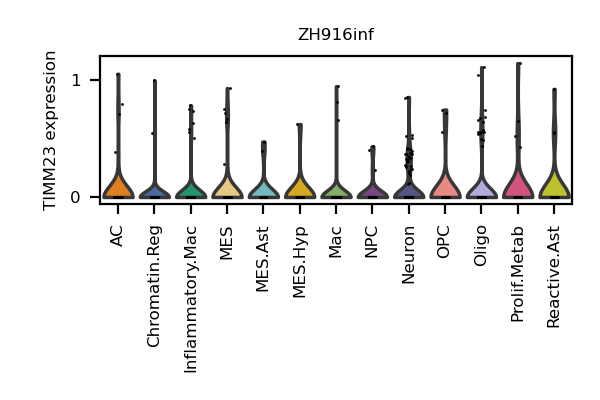 ZH916inf
TIMM23 expression
1
0
AC
Chromatin.Reg
Inflammatory.Mac
MES
MES.Ast
MES.Hyp
Mac
NPC
Neuron
OPC
Oligo
Prolif.Metab
Reactive.Ast